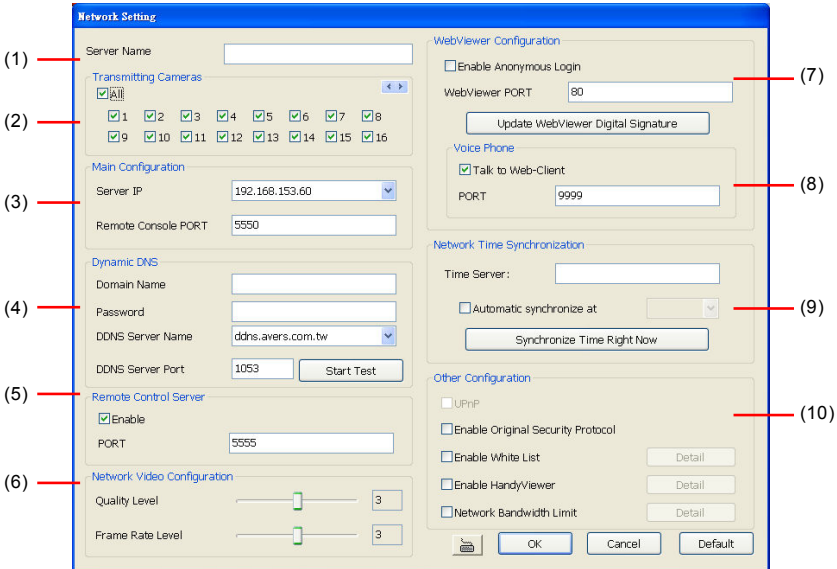 Network Setting
(1)
Server Name
(2)
Transmitting Cameras
All
1 2 3 4 5 6 7 8
9 10 11 12 13 14 15 16
(3)
Main Configuration
Server IP 192.168.153.60
Remote Console PORT 5550
(4)
Dynamic DNS
Domain Name
Password
DDNS Server Name ddns.avers.com.tw
DDNS Server Port 1053 Start Test
(5)
Remote Control Server
Enable
PORT 5555
(6)
Network Video Configuration
Quality Level 3
Frame Rate Level 3
WebViewer Configuration
(7)
Enable Anonymous Login
WebViewer PORT 80
Update WebViewer Digital Signature
Voice Phone
(8)
Talk to Web-Client
PORT 9999
Network Time Synchronization
Time Server:
(9)
Automatic synchronize at
Synchronize Time Right Now
Other Configuration
(10)
UPnP
Enable Original Security Protocol
Enable White List Detail
Enable HandyViewer Detail
Network Bandwidth Limit Detail
OK Cancel Default